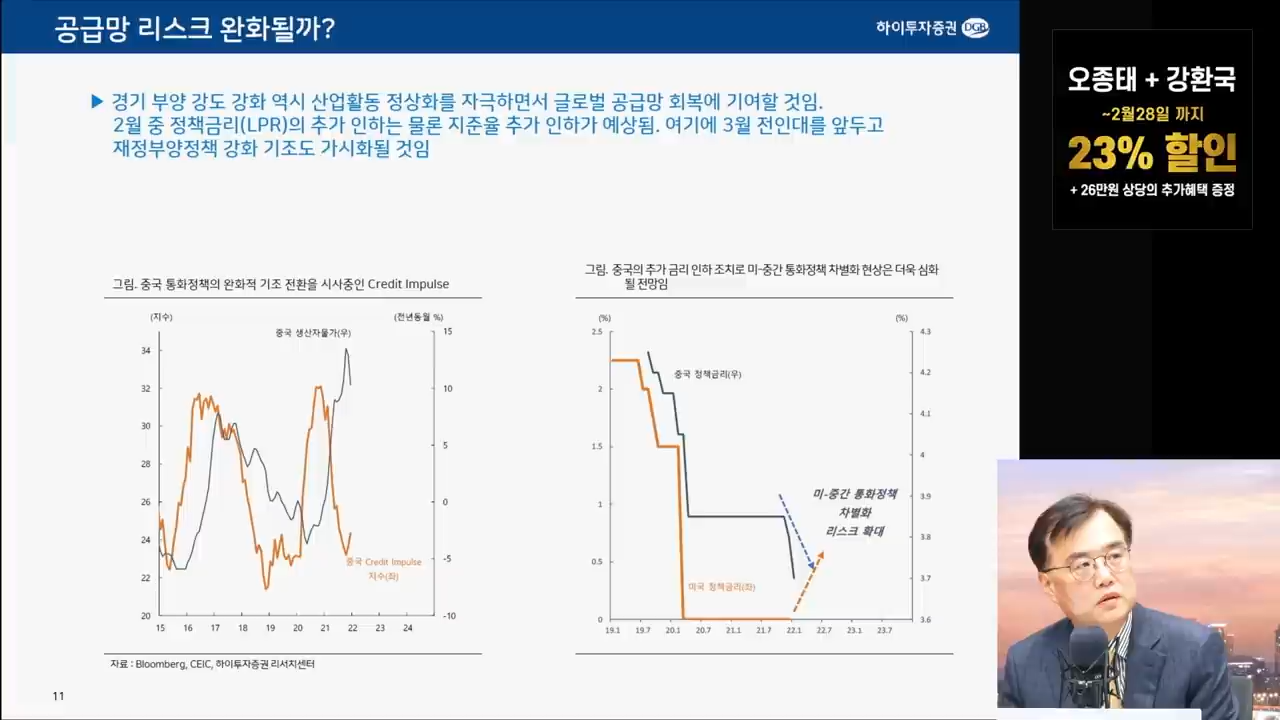 공급망 리스크 완화될까?
하이투자증권 DGB
▶ 경기 부양 강도 강화 역시 산업활동 정상화를 자극하면서 글로벌 공급망 회복에 기여할 것임.
2월 중 정책금리(LPR)의 추가 인하는 물론 지준율 추가 인하가 예상됨. 여기에 3월 전인대를 앞두고
재정부양정책 강화 기조도 가시화될 것임
그림. 중국 통화정책의 완화적 기조 전환을 시사중인 Credit Impulse
(지수)
(전년동월 %)
중국 생산자물가(우)
34
32
30
28
26
24
22
20
15
10
5
0
-5
-10
중국 Credit Impulse
지수(좌)
15 16 17 18 19 20 21 22 23 24
자료 : Bloomberg, CEIC, 하이투자증권 리서치센터
그림. 중국의 추가 금리 인하 조치로 미-중간 통화정책 차별화 현상은 더욱 심화
될 전망임
(%)
(%)
2.5
2
1.5
1
0.5
0
4.3
4.2
4.1
4
3.9
3.8
3.7
3.6
중국 정책금리(우)
미-중간 통화정책
차별화
리스크 확대
미국 정책금리(좌)
19.1 19.7 20.1 20.7 21.1 21.7 22.1 22.7 23.1 23.7
11
오종태 + 강환국
~2월28일 까지
23% 할인
+ 26만원 상당의 추가혜택 증정